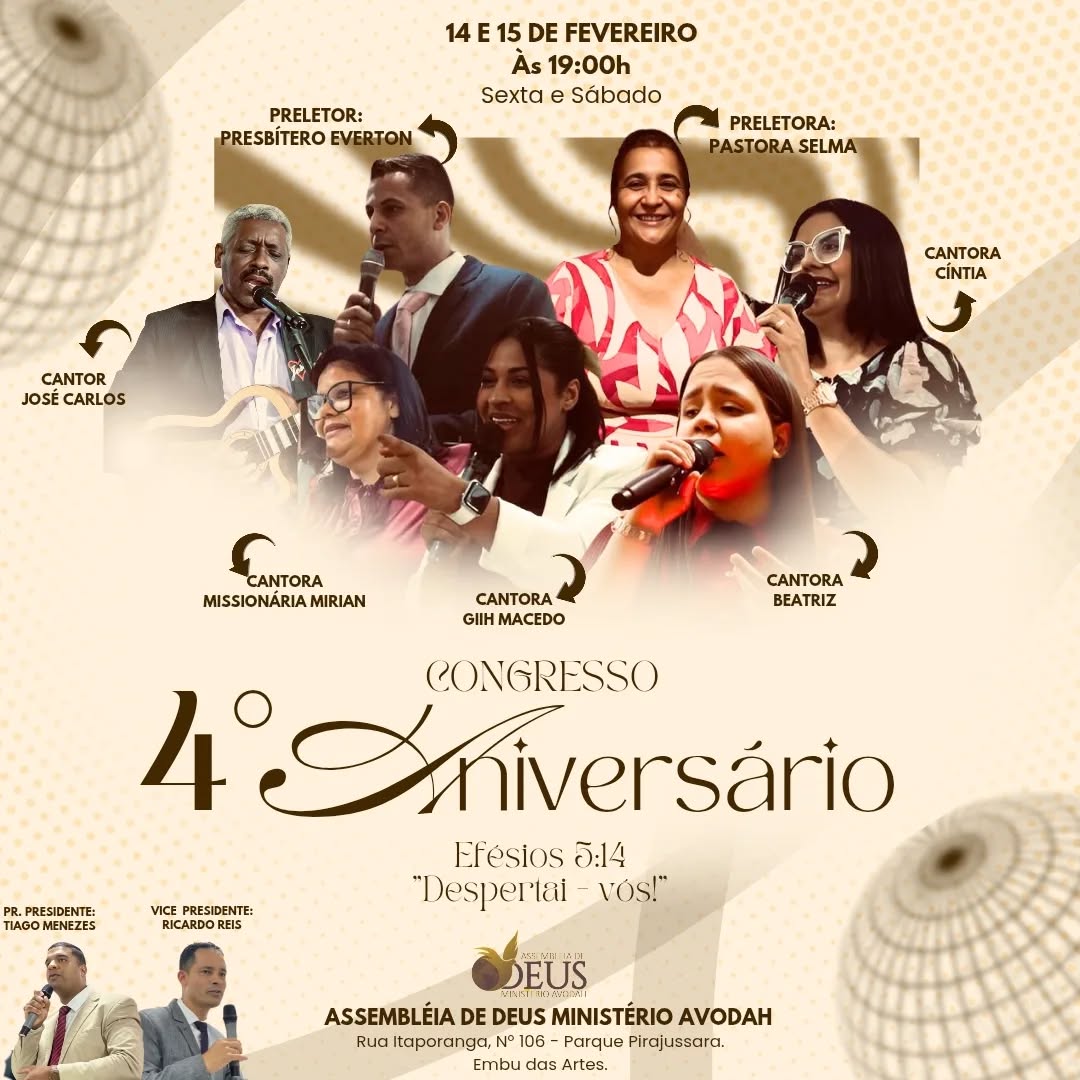 14 E 15 DE FEVEREIRO
Às 19:00h
Sexta e Sábado
PRELETOR:
PRESBÍTERO EVERTON
PRELETORA:
PASTORA SELMA
CANTORA
CÍNTIA
CANTOR
JOSÉ CARLOS
CANTORA
MISSIONÁRIA MIRIAN
CANTORA
GIIH MACEDO
CANTORA
BEATRIZ
CONGRESSO
4° Aniversário
Efésios 5:14
"Despertai - vós!"
PR. PRESIDENTE:
TIAGO MENEZES
VICE PRESIDENTE:
RICARDO REIS
ASSEMBLEIA DE
DEUS
MINISTÉRIO AVODAH
ASSEMBLÉIA DE DEUS MINISTÉRIO AVODAH
Rua Itaporanga, N° 106 - Parque Pirajussara.
Embu das Artes.